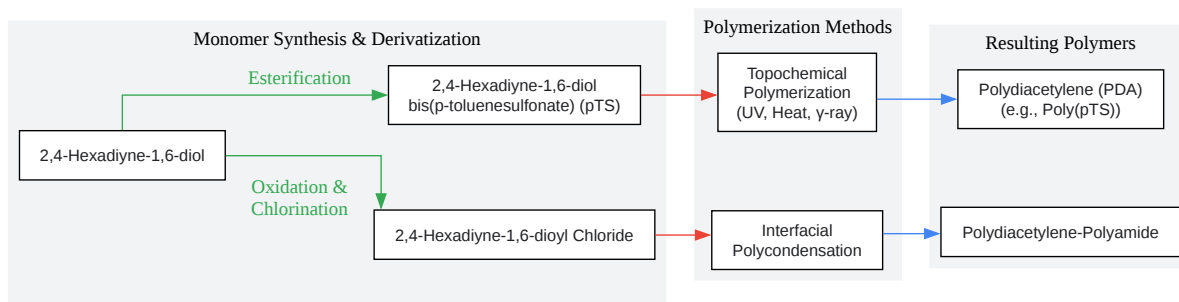 Monomer Synthesis & Derivatization
Esterification
2,4-Hexadiyne-1,6-diol
bis(p-toluenesulfonate) (pTS)
2,4-Hexadiyne-1,6-diol
Oxidation &
Chlorination
2,4-Hexadiyne-1,6-dioyl Chloride
Polymerization Methods
Topochemical
Polymerization
(UV, Heat, γ-ray)
Interfacial
Polycondensation
Resulting Polymers
Polydiacetylene (PDA)
(e.g., Poly(pTS))
Polydiacetylene-Polyamide